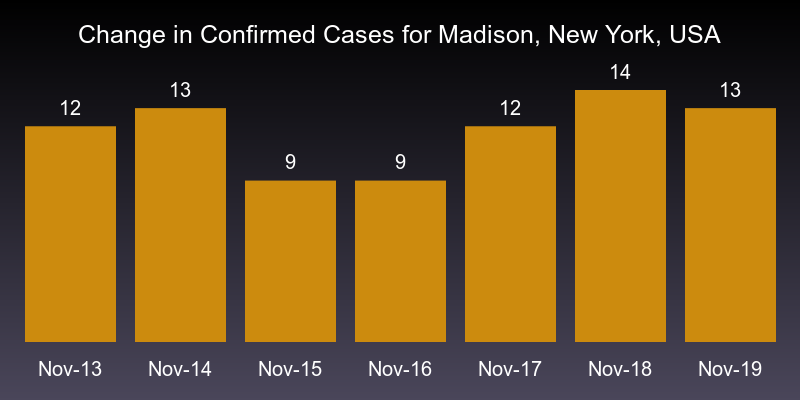 Change in Confirmed Cases for Madison, New York, USA
12
13
9
9
12
14
13
Nov-13
Nov-14
Nov-15
Nov-16
Nov-17
Nov-18
Nov-19